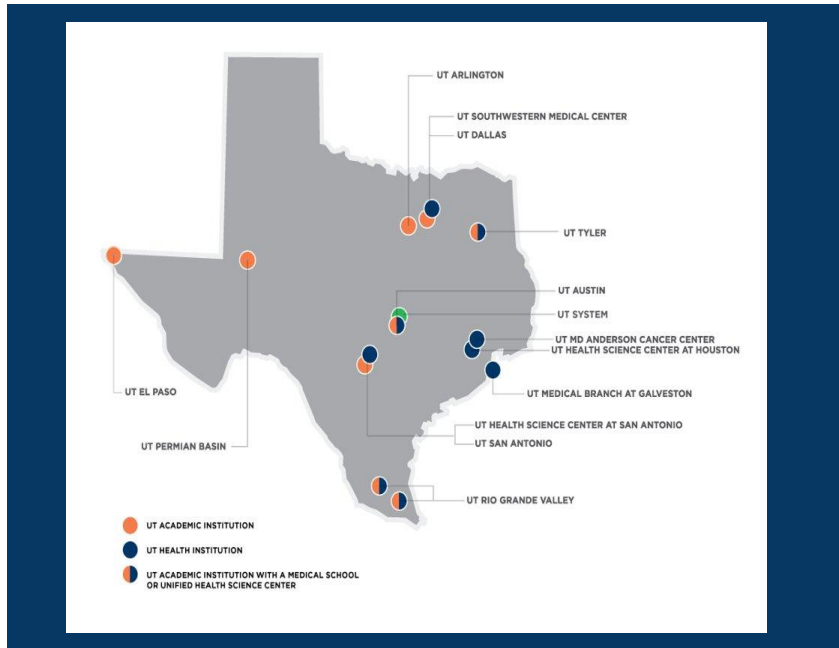 UT ARLINGTON
UT SOUTHWESTERN MEDICAL CENTER
UT DALLAS
UT TYLER
UT AUSTIN
UT SYSTEM
UT MD ANDERSON CANCER CENTER
UT HEALTH SCIENCE CENTER AT HOUSTON
UT EL PASO
UT MEDICAL BRANCH AT GALVESTON
UT HEALTH SCIENCE CENTER AT SAN ANTONIO
UT PERMIAN BASIN
UT SAN ANTONIO
UT RIO GRANDE VALLEY
UT ACADEMIC INSTITUTION
UT HEALTH INSTITUTION
UT ACADEMIC INSTITUTION WITH A MEDICAL SCHOOL
OR UNIFIED HEALTH SCIENCE CENTER